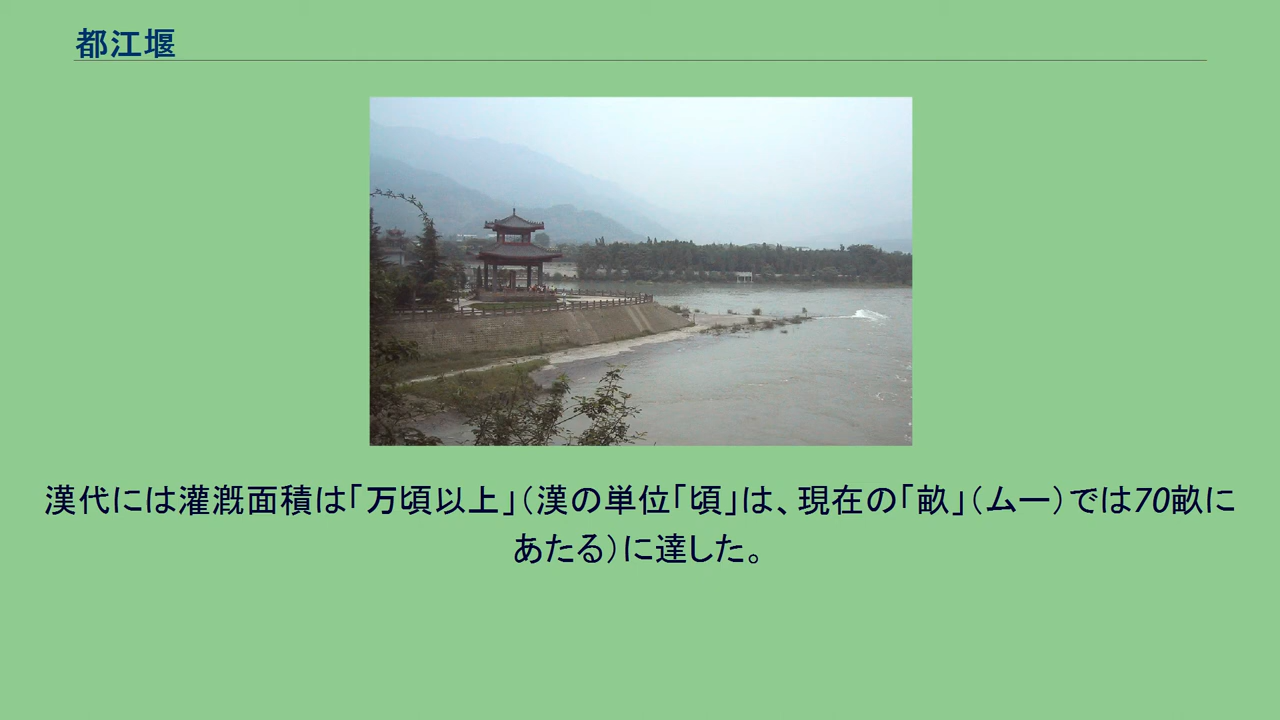 都江堰
漢代には灌漑面積は「万頃以上」（漢の単位「頃」は、現在の「畝」（ムー）では70畝に
あたる）に達した。